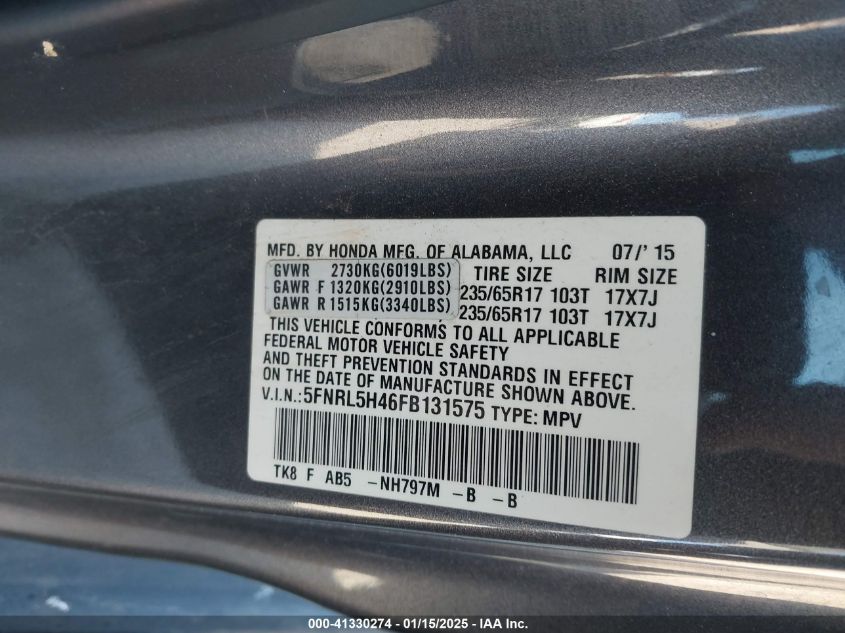 MFD. BY HONDA MFG. OF ALABAMA, LLC 07/' 15
GVWR 2730KG(6019LBS) TIRE SIZE RIM SIZE
GAWR F 1320KG(2910LBS) 235/65R17 103T 17X7J
GAWR R 1515KG(3340LBS) 235/65R17 103T 17X7J
THIS VEHICLE CONFORMS TO ALL APPLICABLE
FEDERAL MOTOR VEHICLE SAFETY
AND THEFT PREVENTION STANDARDS IN EFFECT
ON THE DATE OF MANUFACTURE SHOWN ABOVE.
V.I.N.: 5FNRL5H46FB131575 TYPE: MPV
TK8 F AB5 -NH797M -B -B
000-41330274 - 01/15/2025 - IAA Inc.